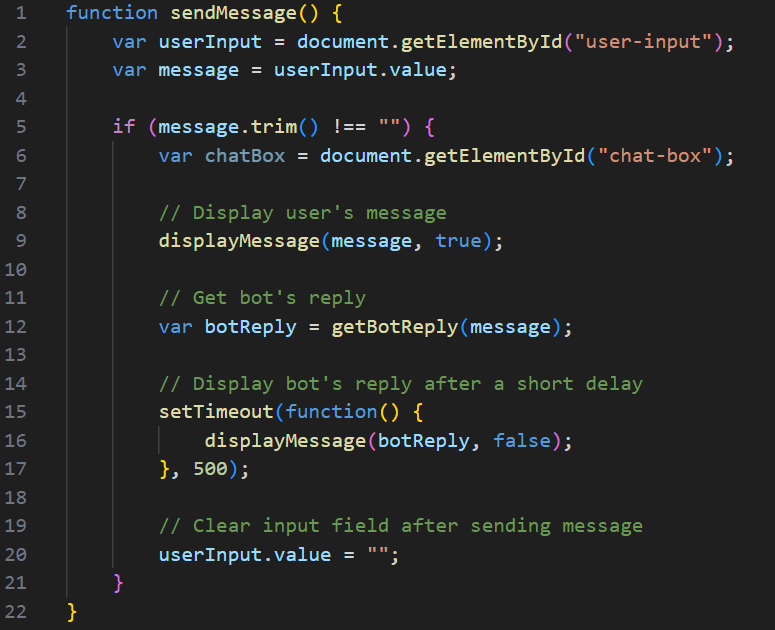 1 function sendMessage() {
2     var userInput = document.getElementById("user-input");
3     var message = userInput.value;
4
5     if (message.trim() !== "") {
6         var chatBox = document.getElementById("chat-box");
7
8         // Display user's message
9         displayMessage(message, true);
10
11         // Get bot's reply
12         var botReply = getBotReply(message);
13
14         // Display bot's reply after a short delay
15         setTimeout(function() {
16             displayMessage(botReply, false);
17         }, 500);
18
19         // Clear input field after sending message
20         userInput.value = "";
21     }
22 }